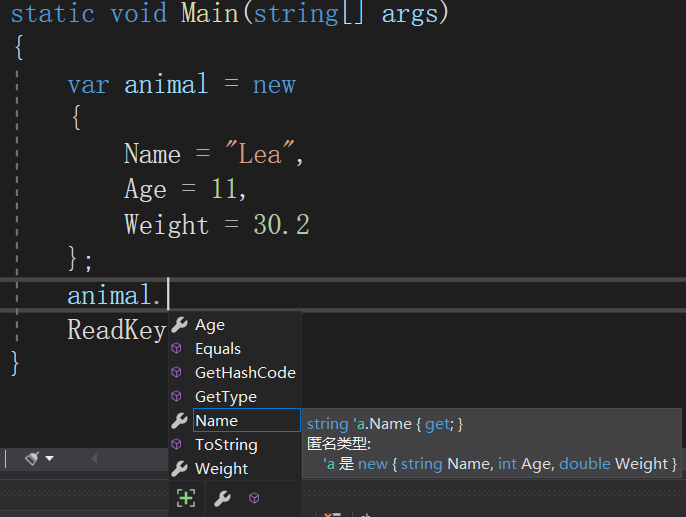 static void Main(string[] args)
{
var animal = new
{
Name = "Lea",
Age = 11,
Weight = 30.2
};
animal.
ReadKey
}
Age
Equals
GetHashCode
GetType
Name
ToString
Weight
string 'a.Name { get; }
匿名类型:
'a 是 new { string Name, int Age, double Weight }